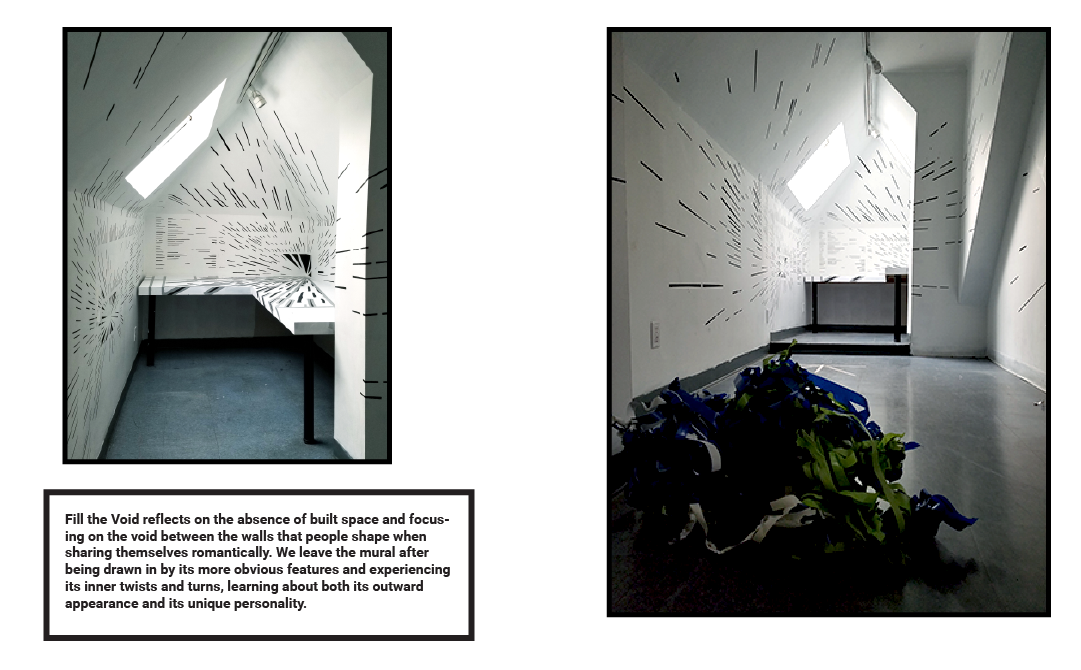 Fill the Void reflects on the absence of built space and focus-
ing on the void between the walls that people shape when
sharing themselves romantically. We leave the mural after
being drawn in by its more obvious features and experiencing
its inner twists and turns, learning about both its outward
appearance and its unique personality.